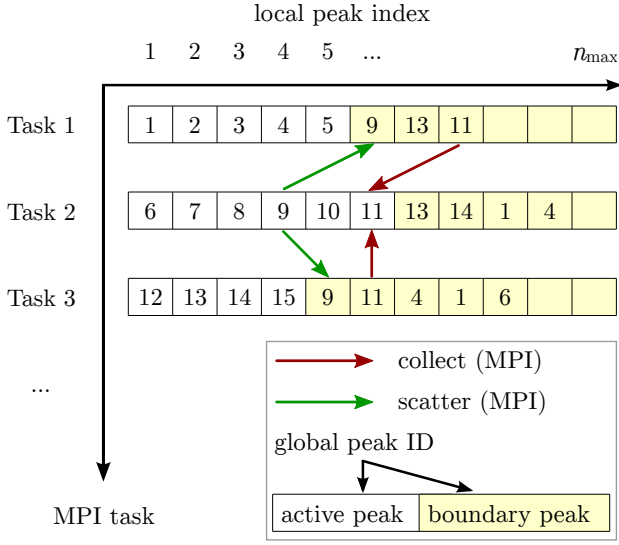 local peak index
1 2 3 4 5 ... nmax
Task 1 1 2 3 4 5 9 13 11
Task 2 6 7 8 9 10 11 13 14 1 4
Task 3 12 13 14 15 9 11 4 1 6
...
MPI task
collect (MPI)
scatter (MPI)
global peak ID
active peak boundary peak